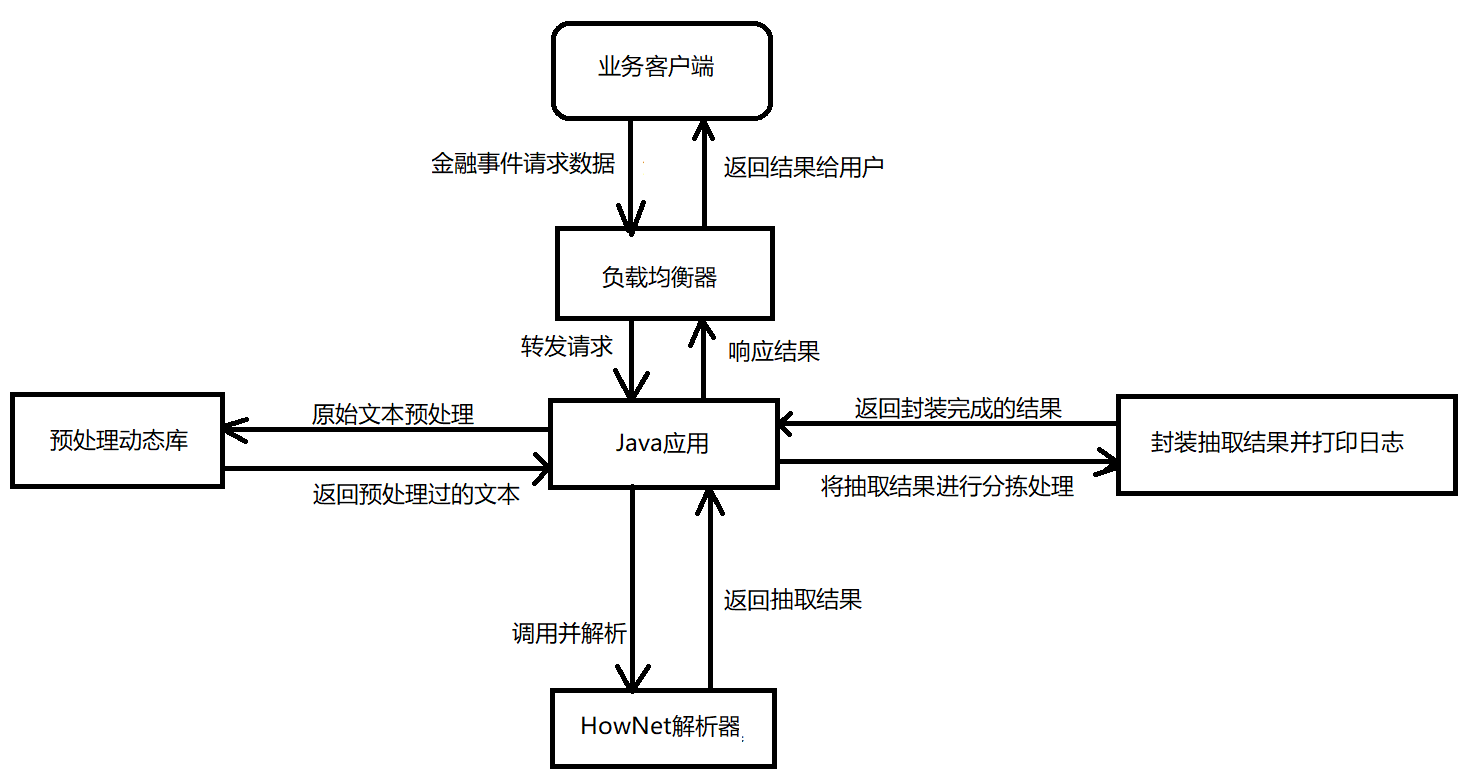 业务客户端
金融事件请求数据
返回结果给用户
负载均衡器
转发请求
响应结果
原始文本预处理
返回封装完成的结果
预处理动态库
Java应用
封装抽取结果并打印日志
返回预处理过的文本
将抽取结果进行分拣处理
返回抽取结果
调用并解析
HowNet解析器;